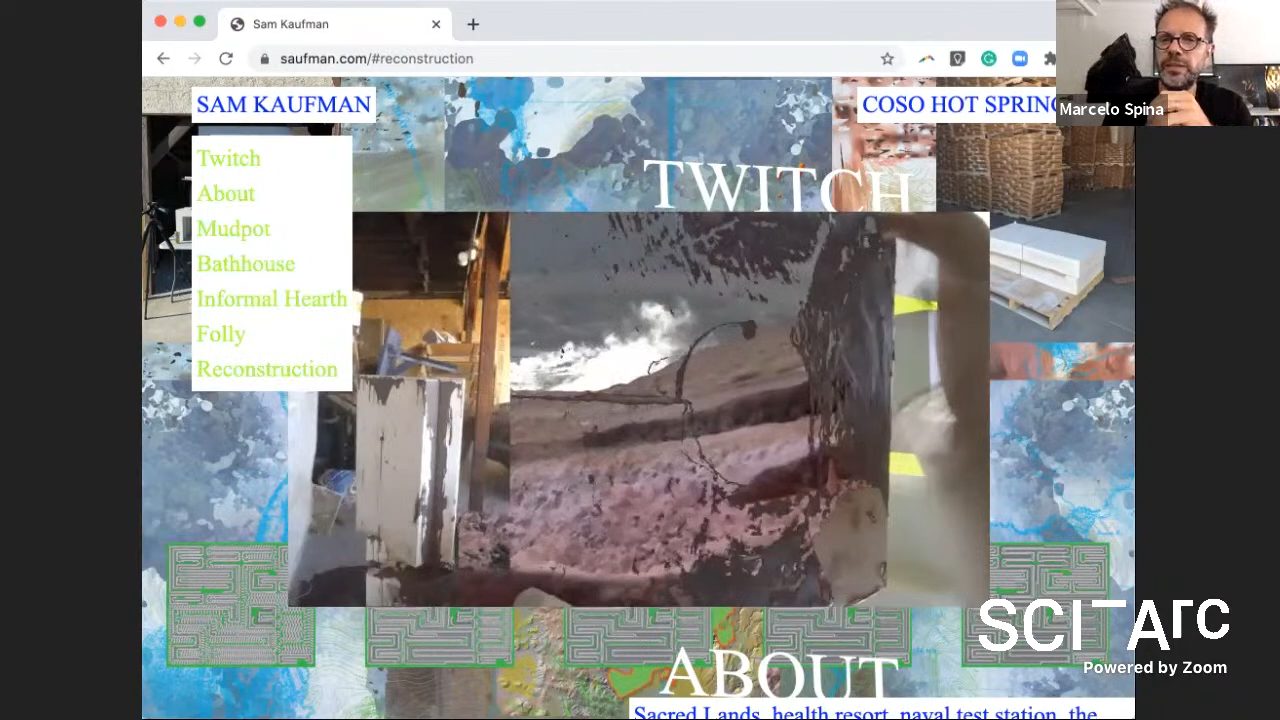 Sam Kaufman
saufman.com/#reconstruction
SAM KAUFMAN
COSO HOT SPRING
Marcelo Spina
Twitch
About
Mudpot
Bathhouse
Informal Hearth
Folly
Reconstruction
TWITCH
ABOUT
Sacred Lands, health resort, naval test station, the
SCI Arc
Powered by Zoom